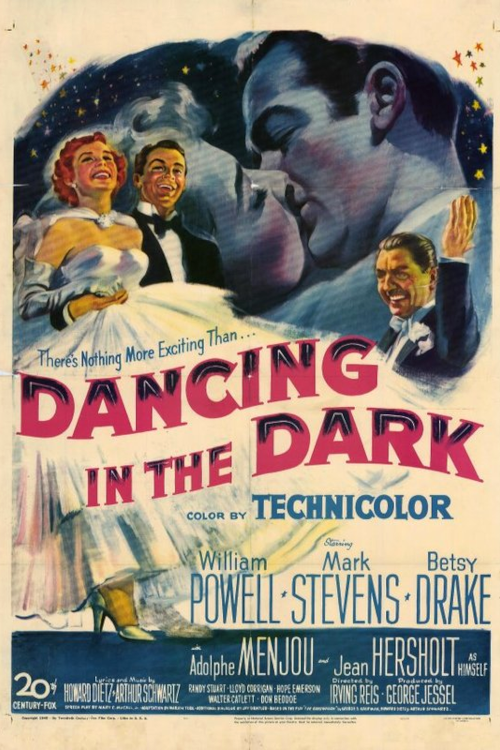 There's Nothing More Exciting Than...
DANCING
IN THE DARK
COLOR BY TECHNICOLOR
Starring
William POWELL • Mark STEVENS • Betsy DRAKE
with Adolphe MENJOU and Jean HERSHOLT AS HIMSELF
20th CENTURY-FOX
Lyrics and Music by
HOWARD DIETZ • ARTHUR SCHWARTZ
RANDY STUART • LLOYD CORRIGAN • HOPE EMERSON
WALTER CATLETT • DON BEDDOE
Directed by
IRVING REIS
Produced by
GEORGE JESSEL